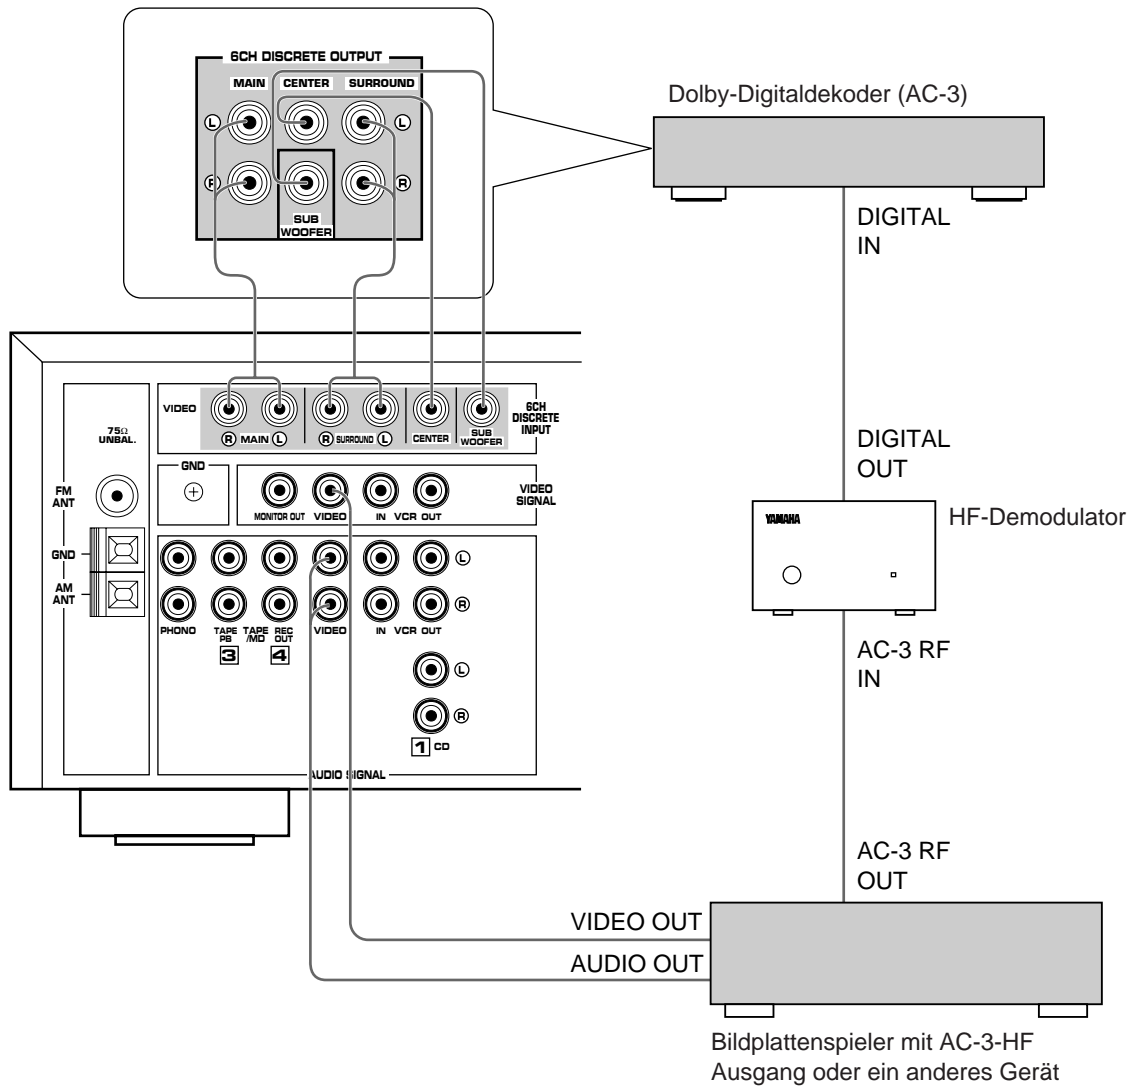 6CH DISCRETE OUTPUT
MAIN CENTER SURROUND
L L
R R
SUB
WOOFER
Dolby-Digitaldekoder (AC-3)
DIGITAL
IN
VIDEO
R MAIN L
R SURROUND L
CENTER
SUB
WOOFER
6CH
DISCRETE
INPUT
75Ω
UNBAL.
GND
FM
ANT
MONITOR OUT VIDEO IN VCR OUT
VIDEO
SIGNAL
GND
AM
ANT
L
R
PHONO
TAPE
PB
TAPE
/MD
REC
OUT
VIDEO
IN VCR OUT
3 4
L
R
1 CD
AUDIO SIGNAL
DIGITAL
OUT
YAMAHA
HF-Demodulator
AC-3 RF
IN
AC-3 RF
OUT
VIDEO OUT
AUDIO OUT
Bildplattenspieler mit AC-3-HF
Ausgang oder ein anderes Gerät